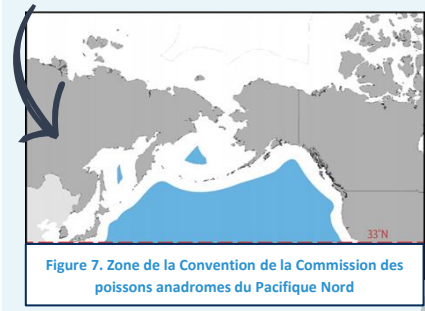 33°N
Figure 7. Zone de la Convention de la Commission des
poissons anadromes du Pacifique Nord